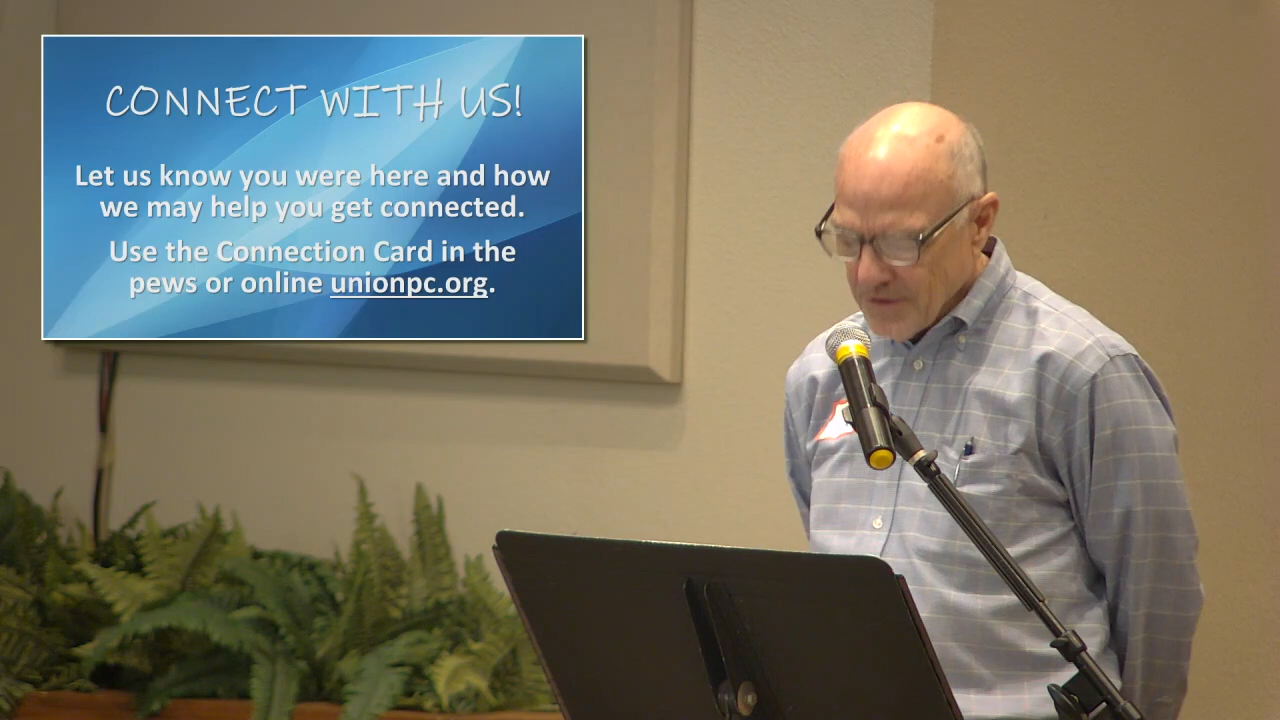 CONNECT WITH US!
Let us know you were here and how
we may help you get connected.
Use the Connection Card in the
pews or online unionpc.org.